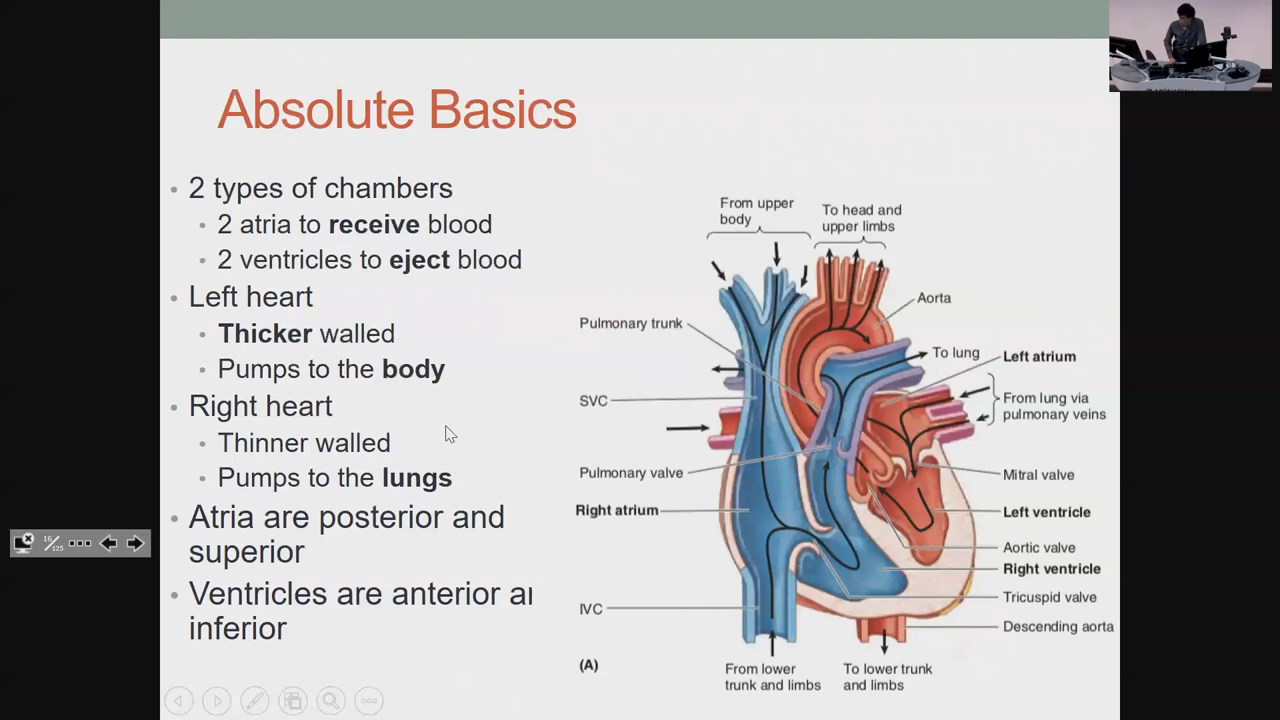 Absolute Basics
2 types of chambers
2 atria to receive blood
2 ventricles to eject blood
Left heart
Thicker walled
Pumps to the body
Right heart
Thinner walled
Pumps to the lungs
Atria are posterior and
superior
Ventricles are anterior
inferior
From upper
body
To head and
upper limbs
Aorta
Pulmonary trunk
To lung
Left atrium
From lung via
pulmonary veins
SVC
Pulmonary valve
Mitral valve
Right atrium
Left ventricle
Aortic valve
Right ventricle
Tricuspid valve
IVC
Descending aorta
(A)
From lower
trunk and limbs
To lower trunk
and limbs
16/125